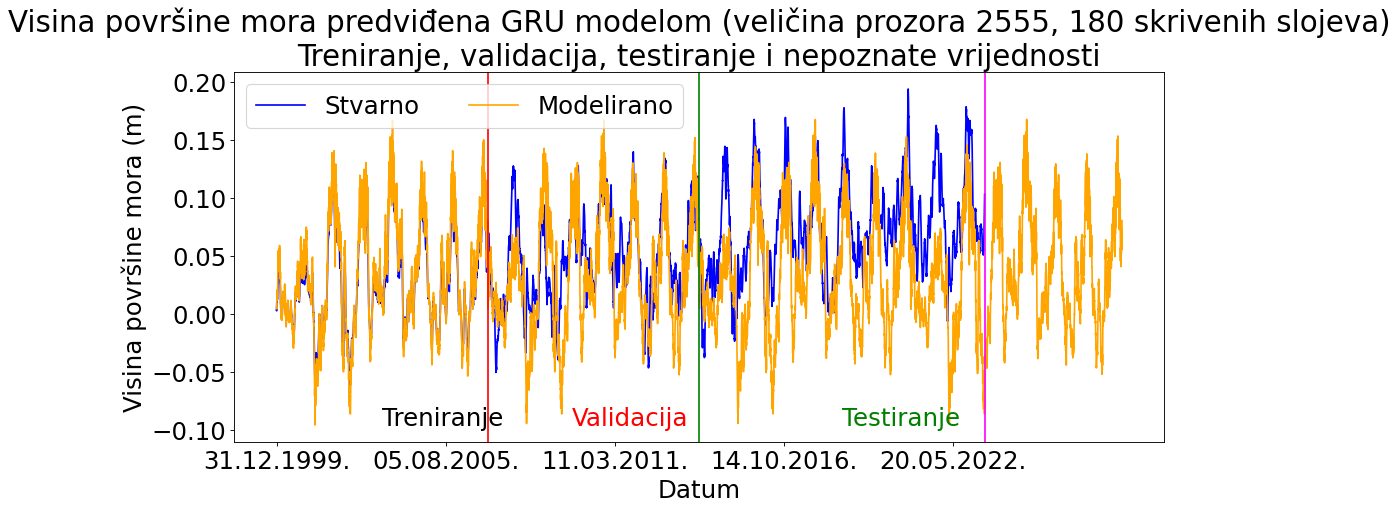 Visina površine mora predviđena GRU modelom (veličina prozora 2555, 180 skrivenih slojeva)
Treniranje, validacija, testiranje i nepoznate vrijednosti
Stvarno
Modelirano
Visina površine mora (m)
0.20
0.15
0.10
0.05
0.00
−0.05
−0.10
Treniranje
Validacija
Testiranje
31.12.1999.
05.08.2005.
11.03.2011.
14.10.2016.
20.05.2022.
Datum